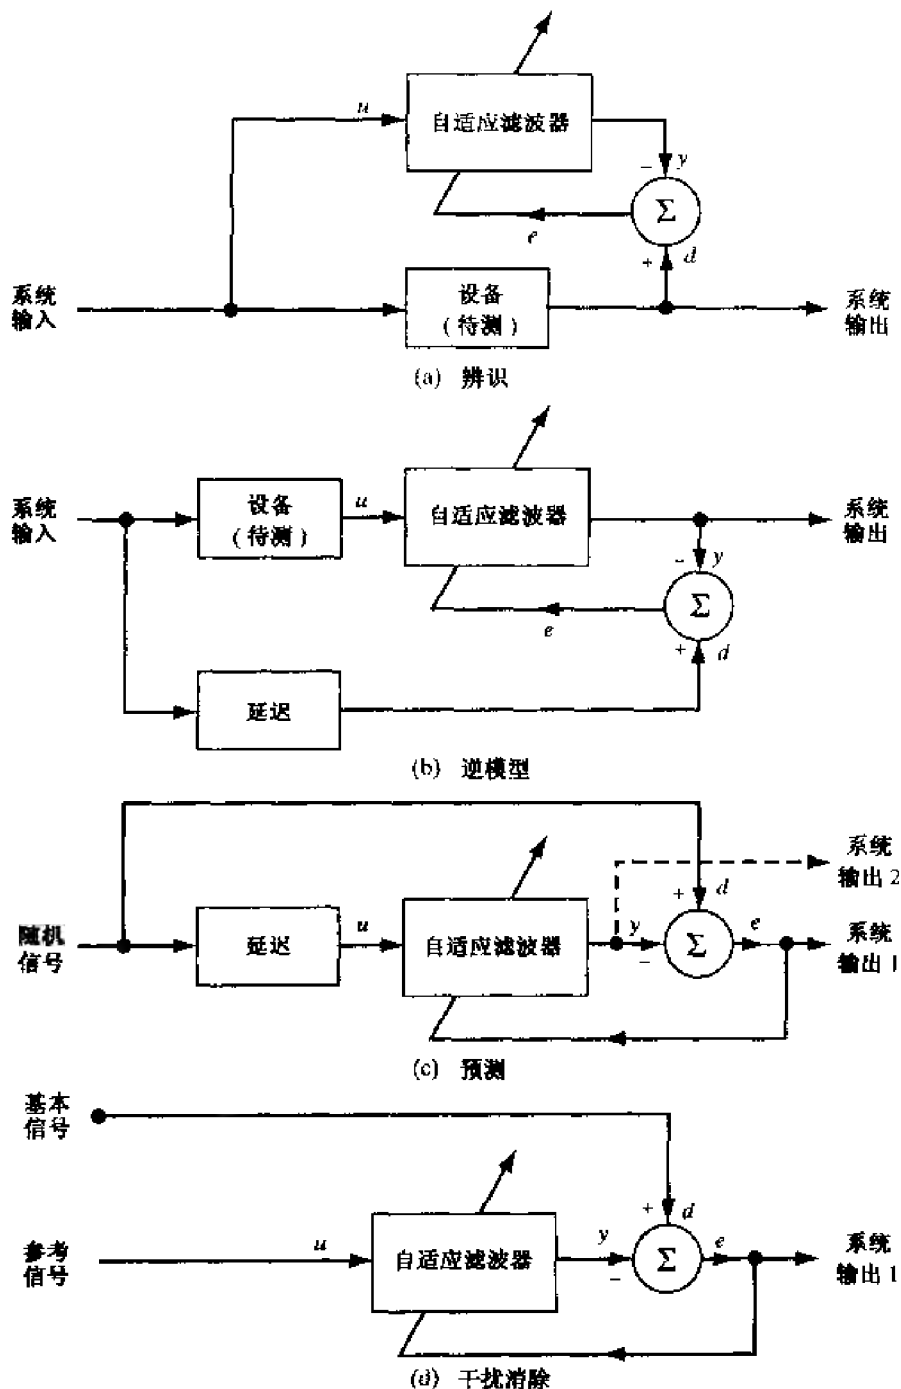 u
自适应滤波器
−
y
Σ
e
+
d
系统
输入
设备
(待测)
系统
输出
(a) 辨识
系统
输入
设备
(待测)
u
自适应滤波器
系统
输出
−
y
Σ
e
+
d
延迟
(b) 逆模型
系统
输出 2
+
d
随机
信号
延迟
u
自适应滤波器
y
−
Σ
e
系统
输出 1
(c) 预测
基本
信号
+
d
参考
信号
u
自适应滤波器
y
−
Σ
e
系统
输出 1
(d) 干扰消除